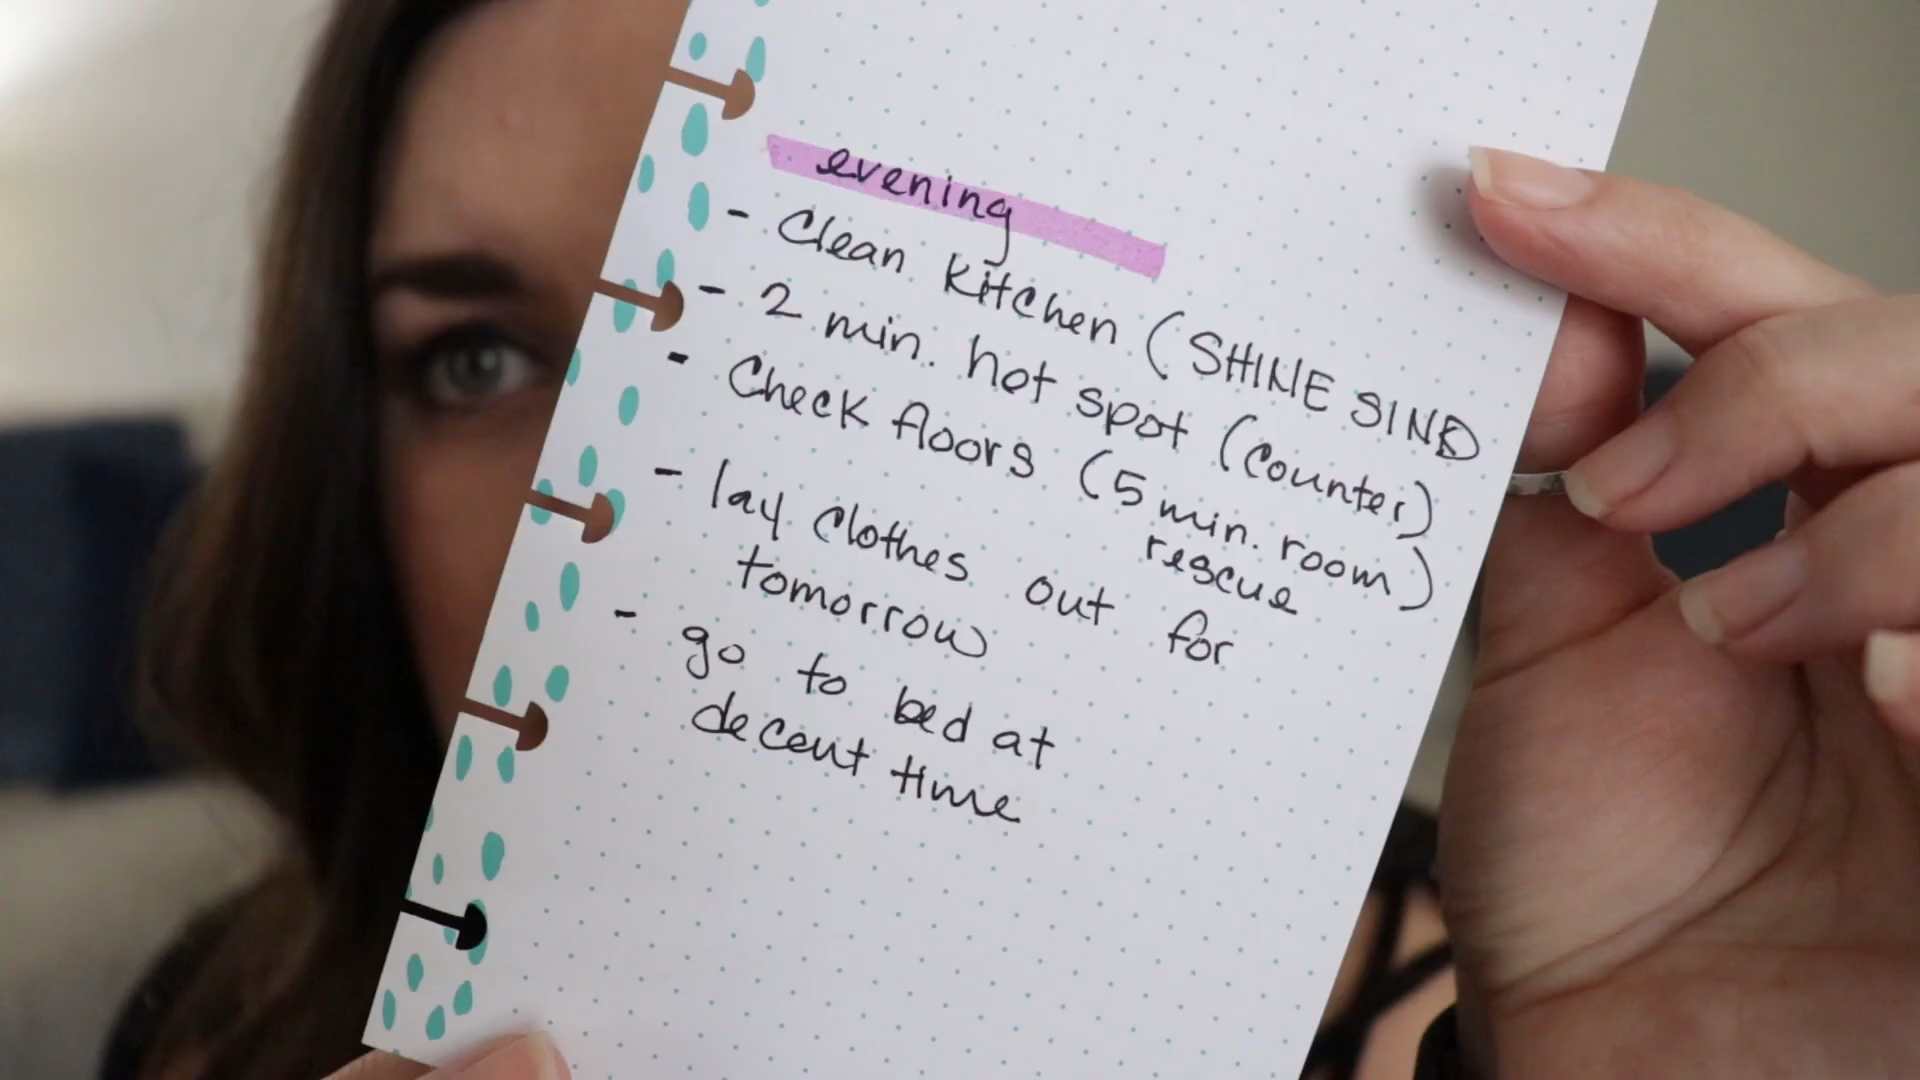 evening
- Clean kitchen (SHINE SINK)
- 2 min. hot spot (counter)
- Check floors (5 min. room)
rescue
- lay clothes out for
tomorrow
- go to bed at
decent time